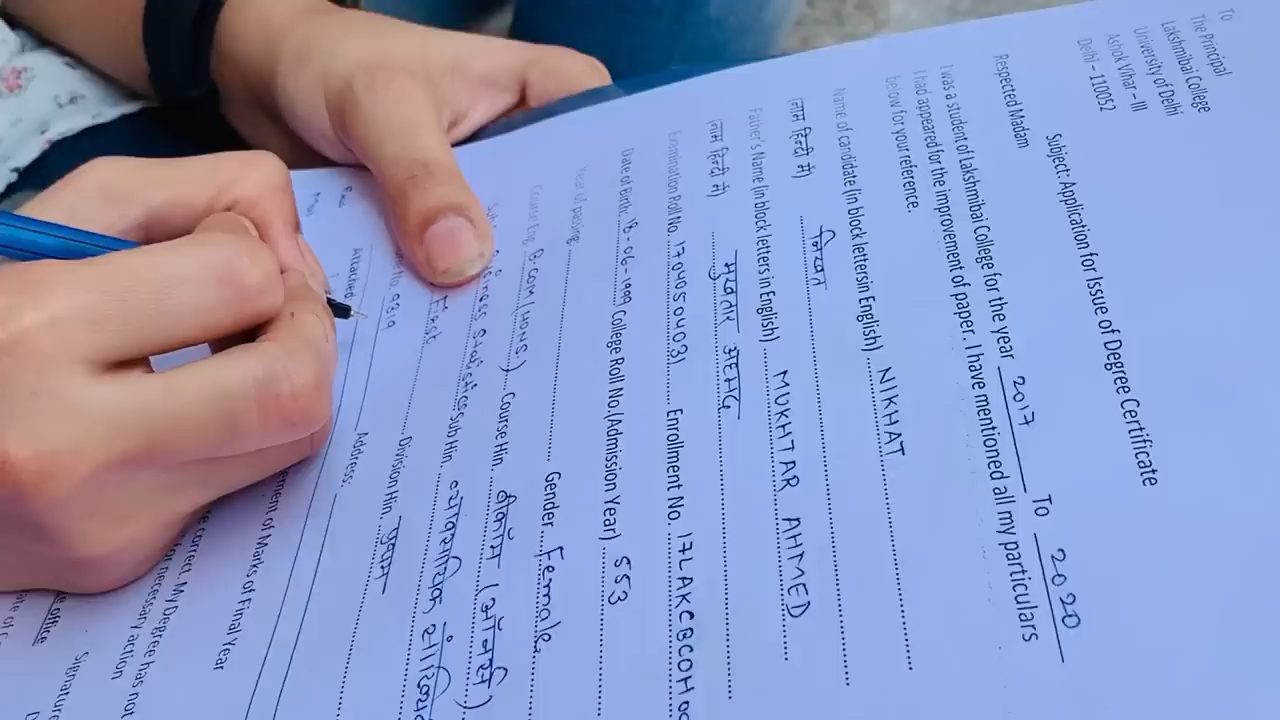 To
The Principal
Lakshmibai College
University of Delhi
Ashok Vihar – III
Delhi – 110052
Subject: Application for Issue of Degree Certificate
Respected Madam
I was a student of Lakshmibai College for the year 2017 To 2020
I had appeared for the improvement of paper. I have mentioned all my particulars
below for your reference.
Name of candidate (in block letters in English) NIKHAT
(नाम हिन्दी में) निखत
Father's Name (in block letters in English) MUKHTAR AHMED
(नाम हिन्दी में) मुखतार अहमद
Examination Roll No. 17040504031 Enrollment No. 17LAKCBCOH
Date of Birth: 18-06-1999 College Roll No./(Admission Year) 553
Year of passing Gender Female
Course Eng. B.COM (HONS.) Course Hin. बीकॉम (ऑनर्स)
Sub Hin. व्यावसायिक
First Division Hin. प्रथम
9819
Attached Address:
ement of Marks of Final Year
e correct. My Degree has not
necessary action
office
Signature